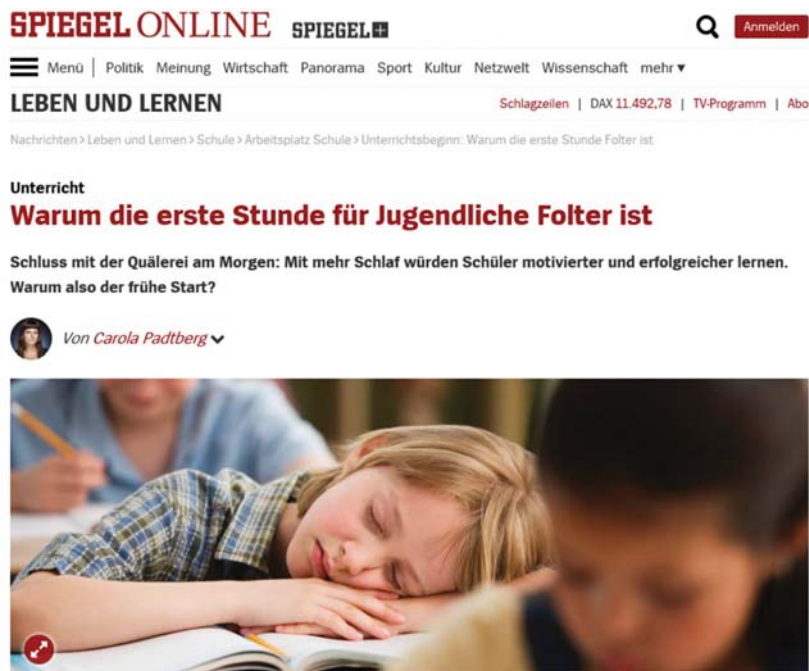 SPIEGEL ONLINE SPIEGEL+
Anmelden
Menü | Politik Meinung Wirtschaft Panorama Sport Kultur Netzwelt Wissenschaft mehr ▾
LEBEN UND LERNEN
Schlagzeilen | DAX 11.492,78 | TV-Programm | Abo
Nachrichten > Leben und Lernen > Schule > Arbeitsplatz Schule > Unterrichtsbeginn: Warum die erste Stunde Folter ist
Unterricht
Warum die erste Stunde für Jugendliche Folter ist
Schluss mit der Quälerei am Morgen: Mit mehr Schlaf würden Schüler motivierter und erfolgreicher lernen.
Warum also der frühe Start?
Von Carola Padtberg